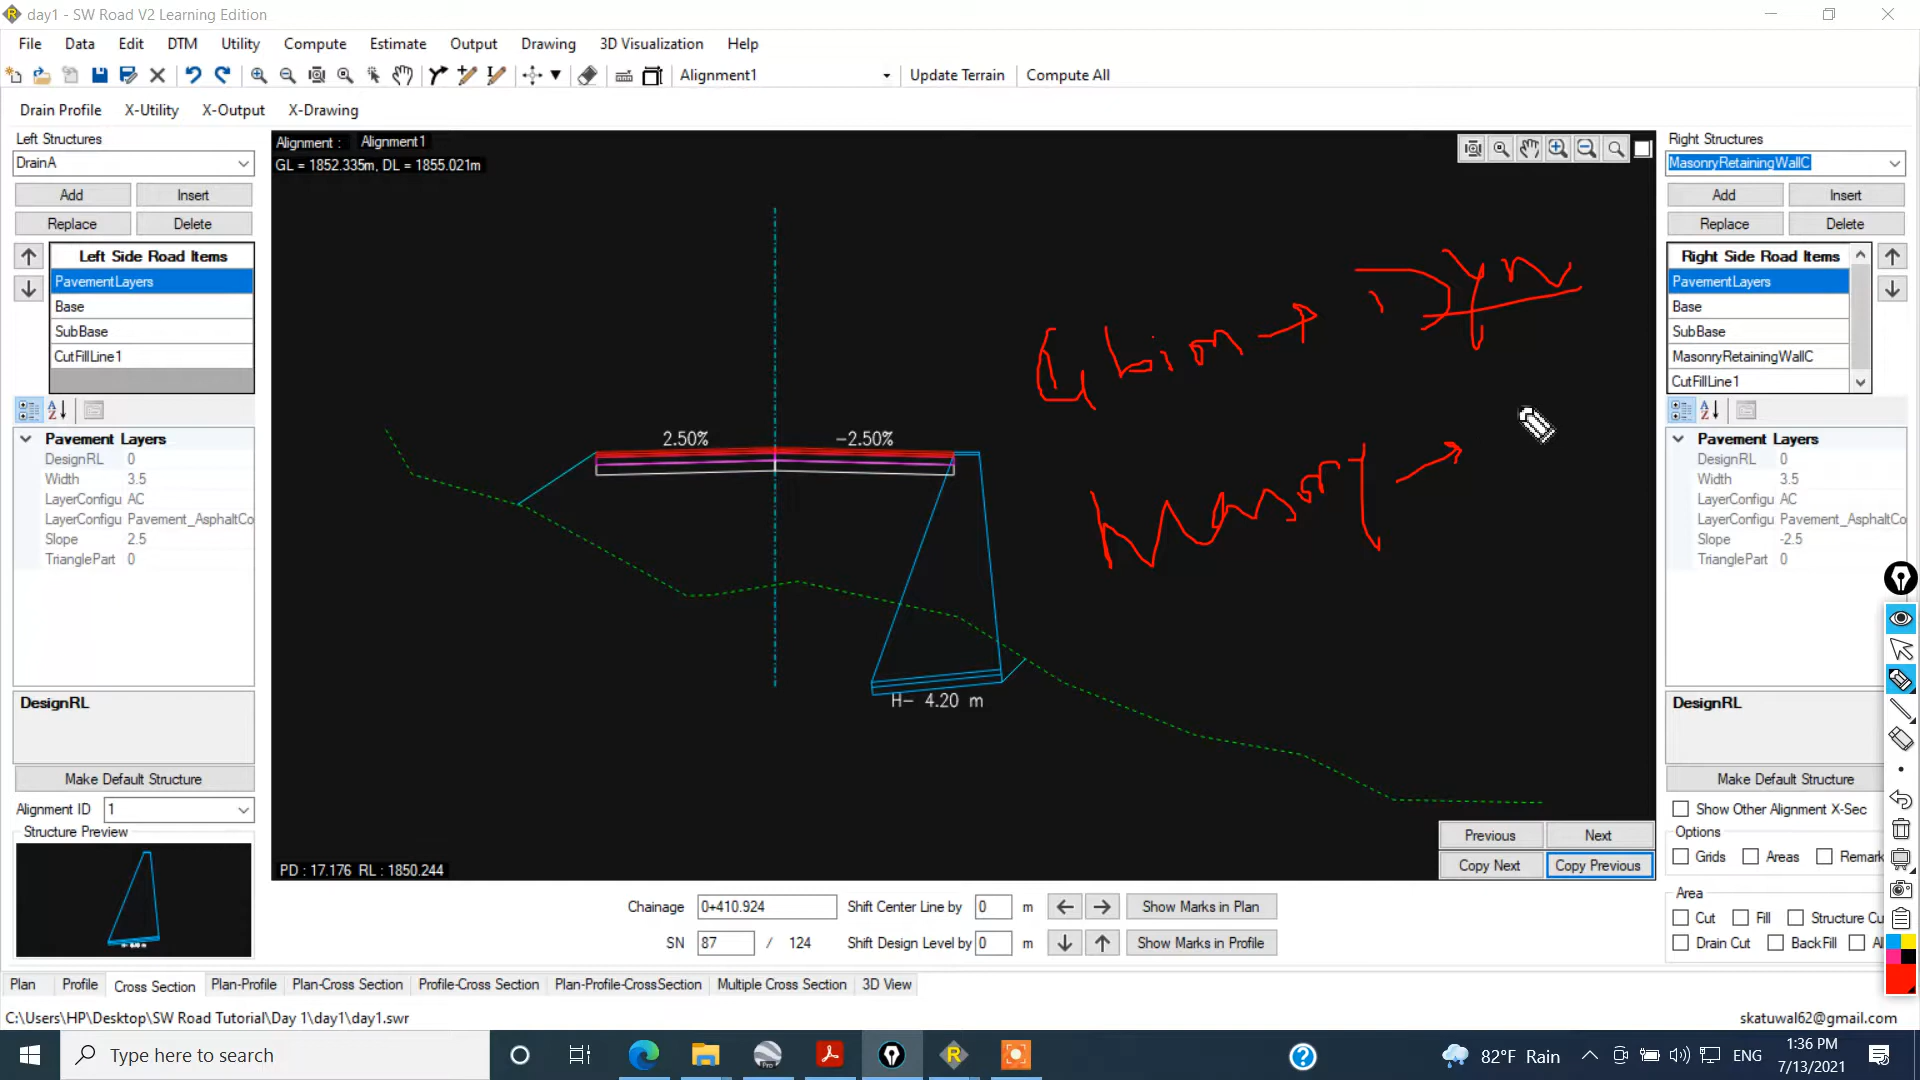 day1 - SW Road V2 Learning Edition
File Data Edit DTM Utility Compute Estimate Output Drawing 3D Visualization Help
Alignment1 Update Terrain Compute All
Drain Profile X-Utility X-Output X-Drawing
Left Structures
DrainA
Add Insert
Replace Delete
Left Side Road Items
PavementLayers
Base
SubBase
CutFillLine1
Pavement Layers
DesignRL 0
Width 3.5
LayerConfigu AC
LayerConfigu Pavement_AsphaltCo
Slope 2.5
TrianglePart 0
DesignRL
Make Default Structure
Alignment ID 1
Structure Preview
Alignment : Alignment1
GL = 1852.335m, DL = 1855.021m
2.50% -2.50%
H- 4.20 m
Masonry
PD : 17.176 RL : 1850.244
Previous Next
Copy Next Copy Previous
Right Structures
MasonryRetainingWallC
Add Insert
Replace Delete
Right Side Road Items
PavementLayers
Base
SubBase
MasonryRetainingWallC
CutFillLine1
Pavement Layers
DesignRL 0
Width 3.5
LayerConfigu AC
LayerConfigu Pavement_AsphaltCo
Slope -2.5
TrianglePart 0
DesignRL
Make Default Structure
Show Other Alignment X-Sec
Options
Grids Areas Remark
Area
Cut Fill Structure Cu
Drain Cut BackFill Al
Chainage 0+410.924 Shift Center Line by 0 m Show Marks in Plan
SN 87 / 124 Shift Design Level by 0 m Show Marks in Profile
Plan Profile Cross Section Plan-Profile Plan-Cross Section Profile-Cross Section Plan-Profile-CrossSection Multiple Cross Section 3D View
C:\Users\HP\Desktop\SW Road Tutorial\Day 1\day1\day1.swr skatuwal62@gmail.com
Type here to search
82°F Rain ENG
1:36 PM
7/13/2021